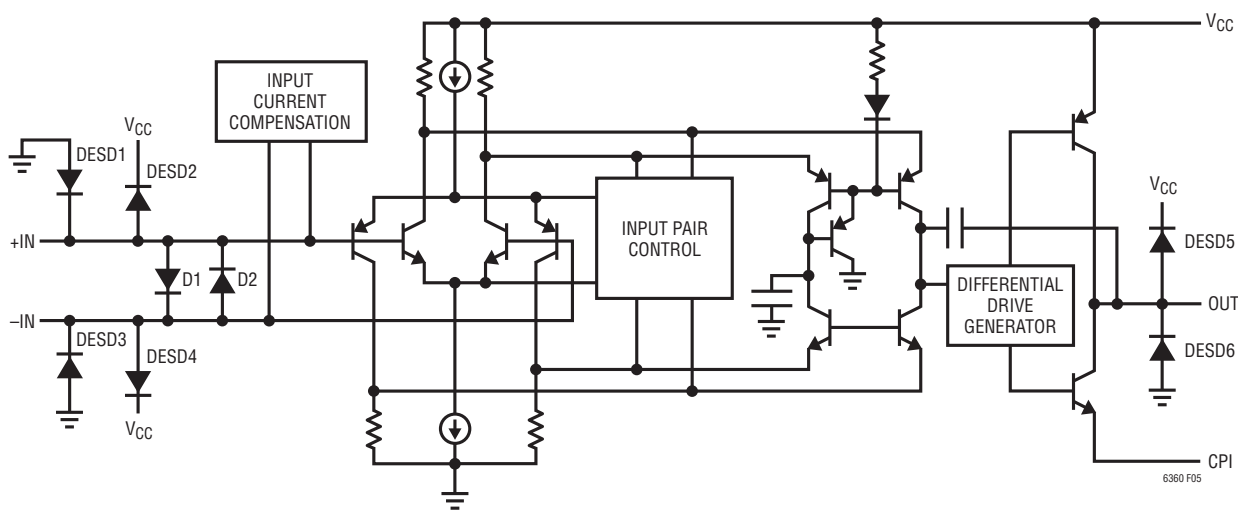 VCC
INPUT
CURRENT
COMPENSATION
VCC
DESD1
DESD2
+IN
D1
D2
–IN
DESD3
DESD4
VCC
INPUT PAIR
CONTROL
VCC
DESD5
DIFFERENTIAL
DRIVE
GENERATOR
OUT
DESD6
CPI
6360 F05